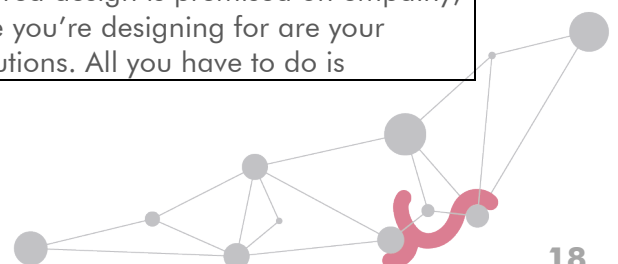 design is premised on empathy,
you're designing for are your
All you have to do is
18